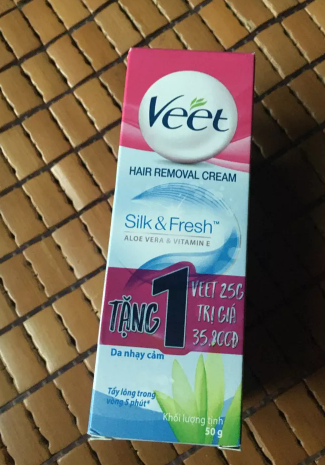 Veet
HAIR REMOVAL CREAM
Silk & Fresh™
ALOE VERA & VITAMIN E
TẶNG 1
VEET 25G
TRỊ GIÁ
35.800Đ
Da nhạy cảm
Tẩy lông trong
vòng 5 phút*
Khối lượng tịnh
50 g